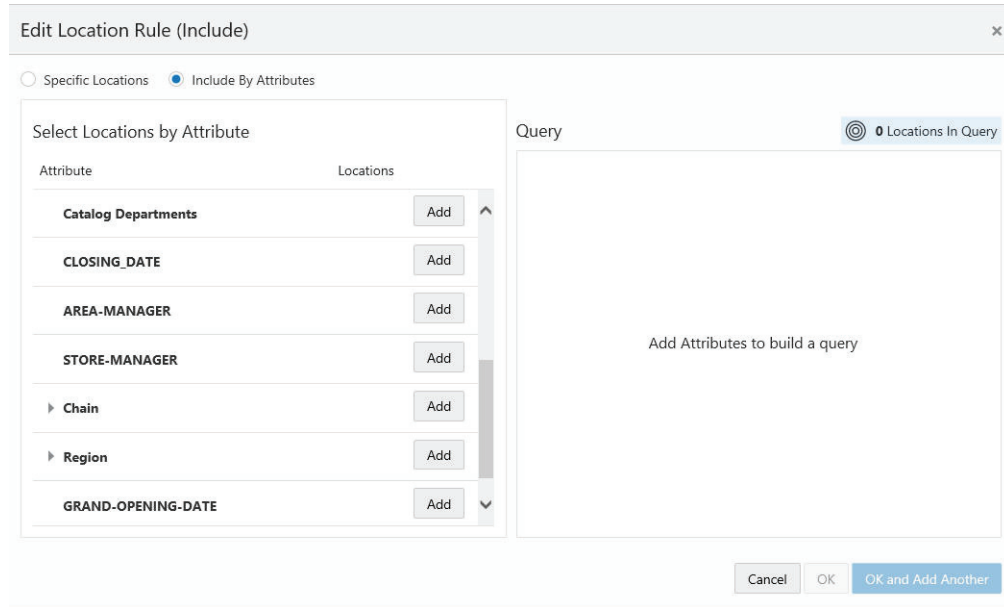 Edit Location Rule (Include)
Specific Locations Include By Attributes
Select Locations by Attribute
Attribute Locations
Catalog Departments Add
CLOSING_DATE Add
AREA-MANAGER Add
STORE-MANAGER Add
Chain Add
Region Add
GRAND-OPENING-DATE Add
Query 0 Locations In Query
Add Attributes to build a query
Cancel OK OK and Add Another